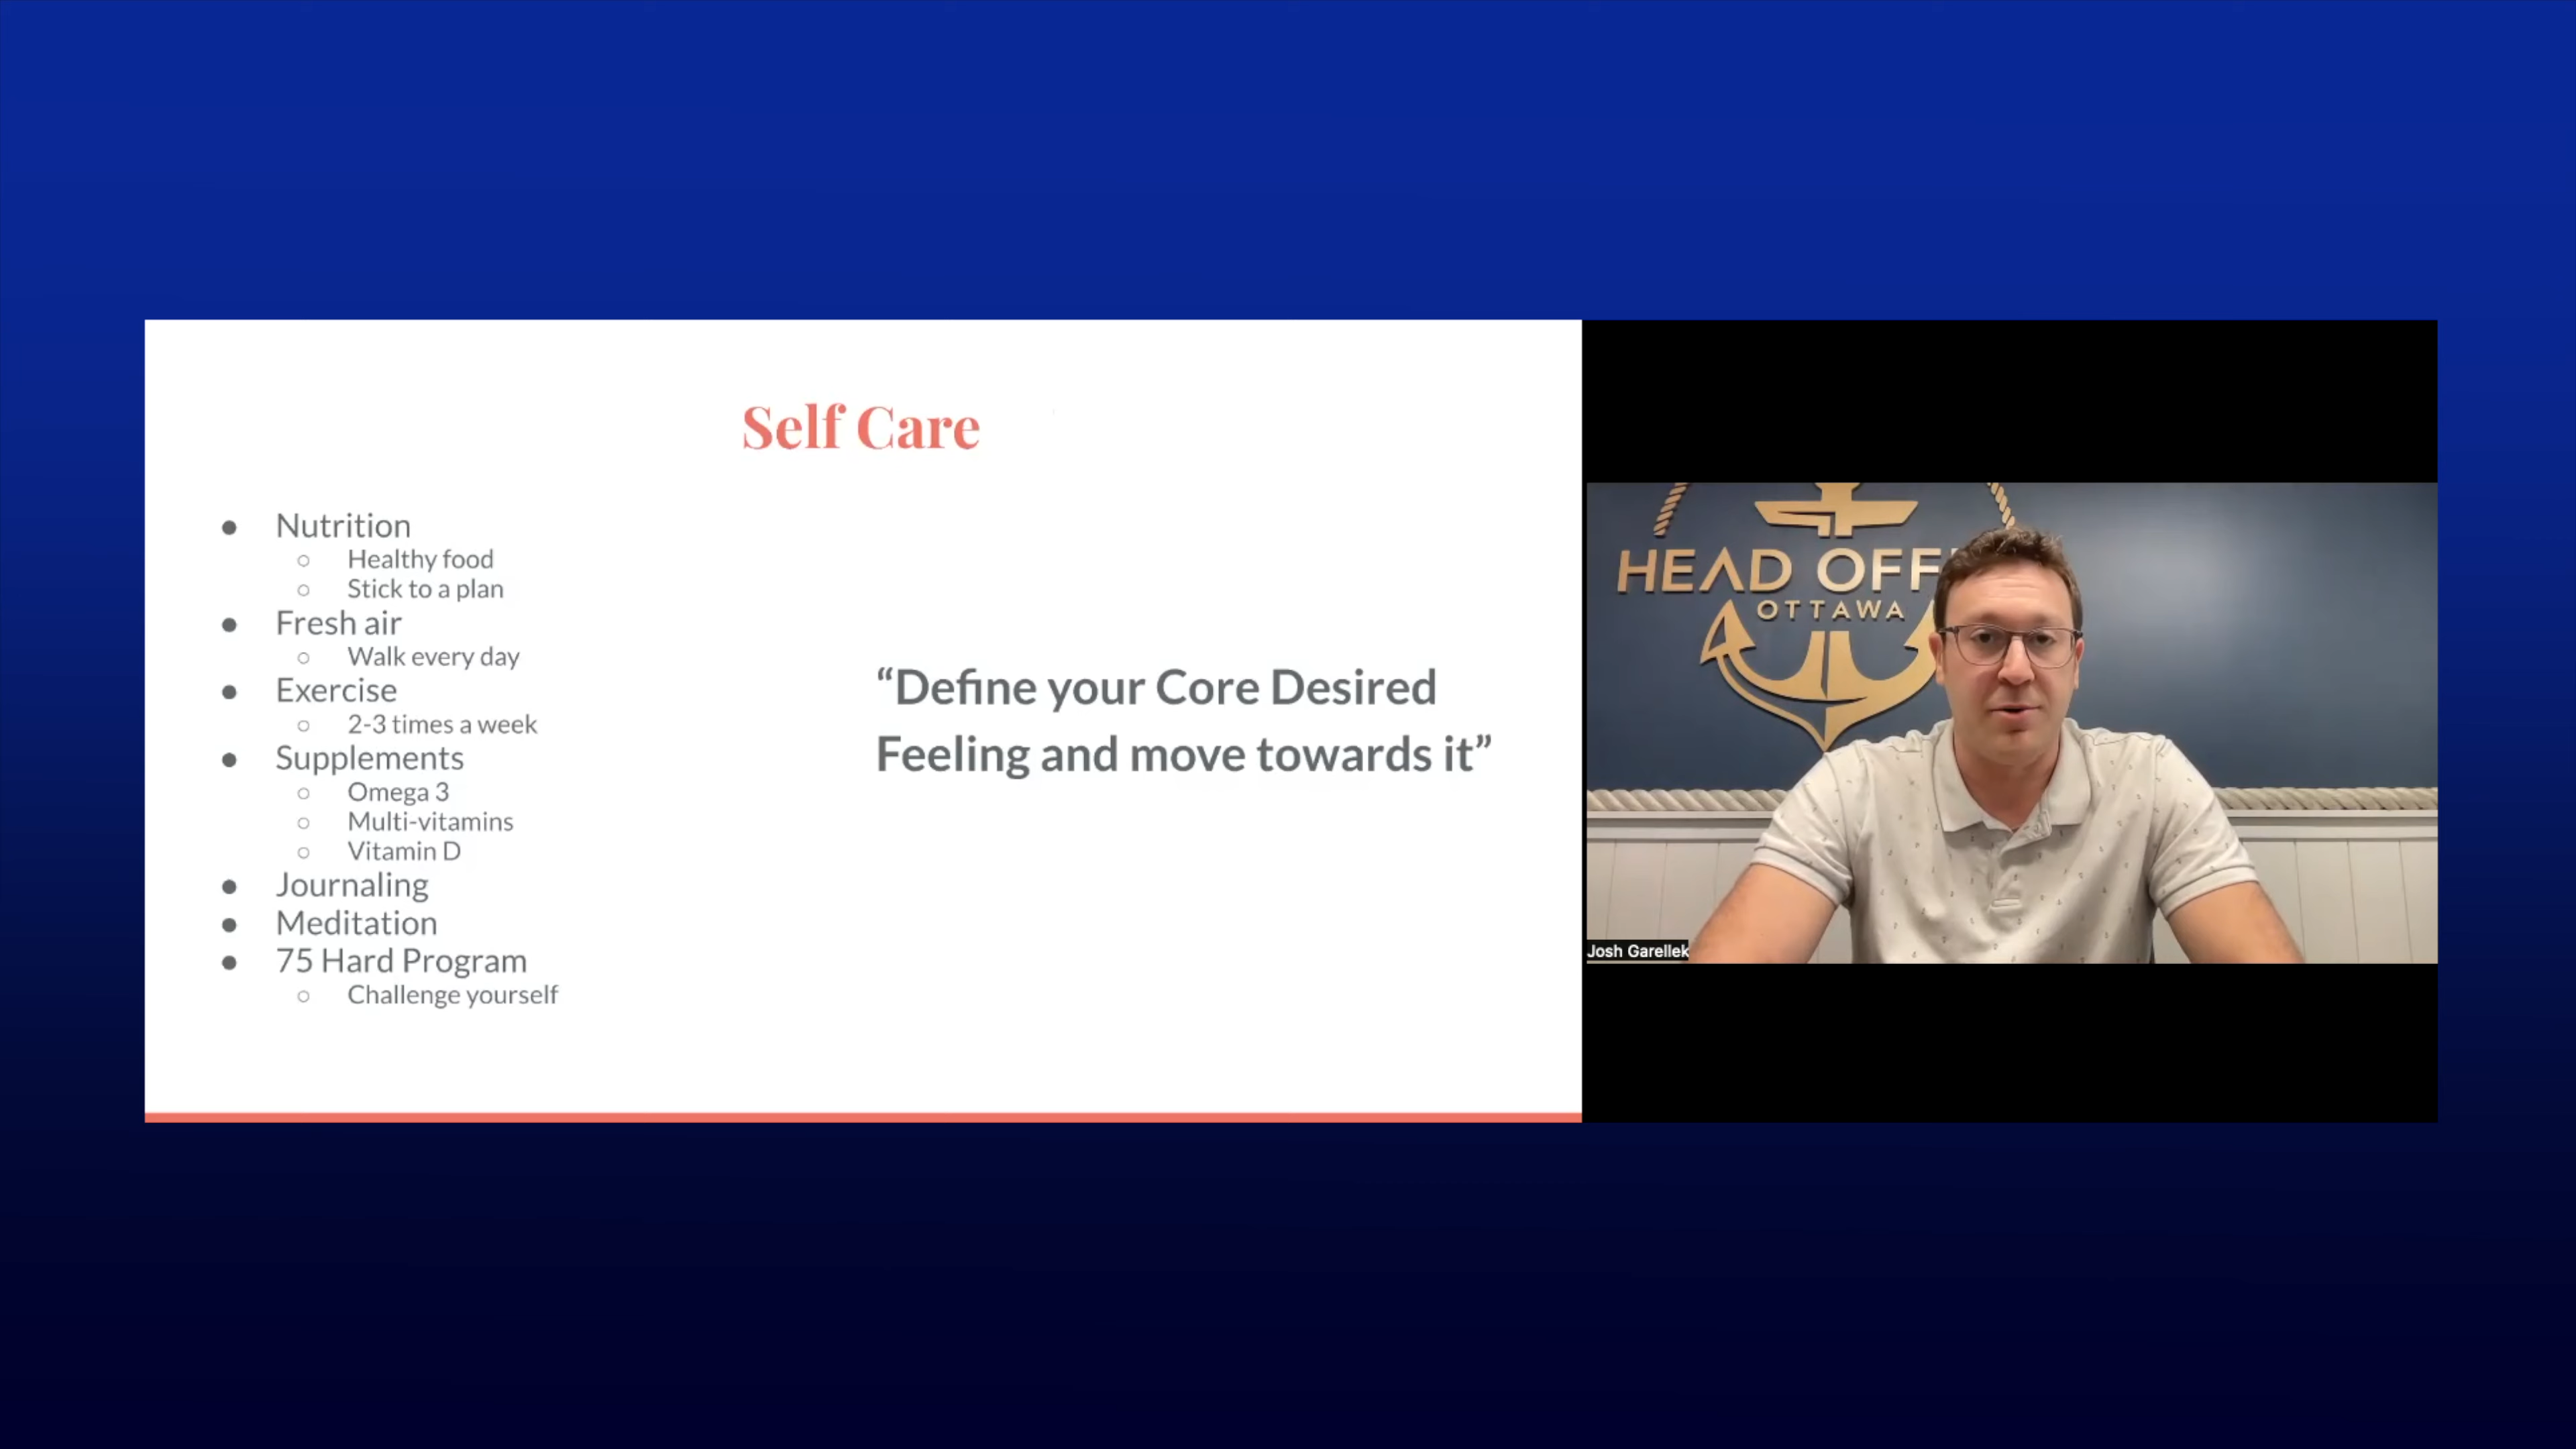 Self Care
● Nutrition
○ Healthy food
○ Stick to a plan
● Fresh air
○ Walk every day
● Exercise
○ 2-3 times a week
● Supplements
○ Omega 3
○ Multi-vitamins
○ Vitamin D
● Journaling
● Meditation
● 75 Hard Program
○ Challenge yourself
“Define your Core Desired
Feeling and move towards it”
HEAD OFF
OTTAWA
Josh Garellek